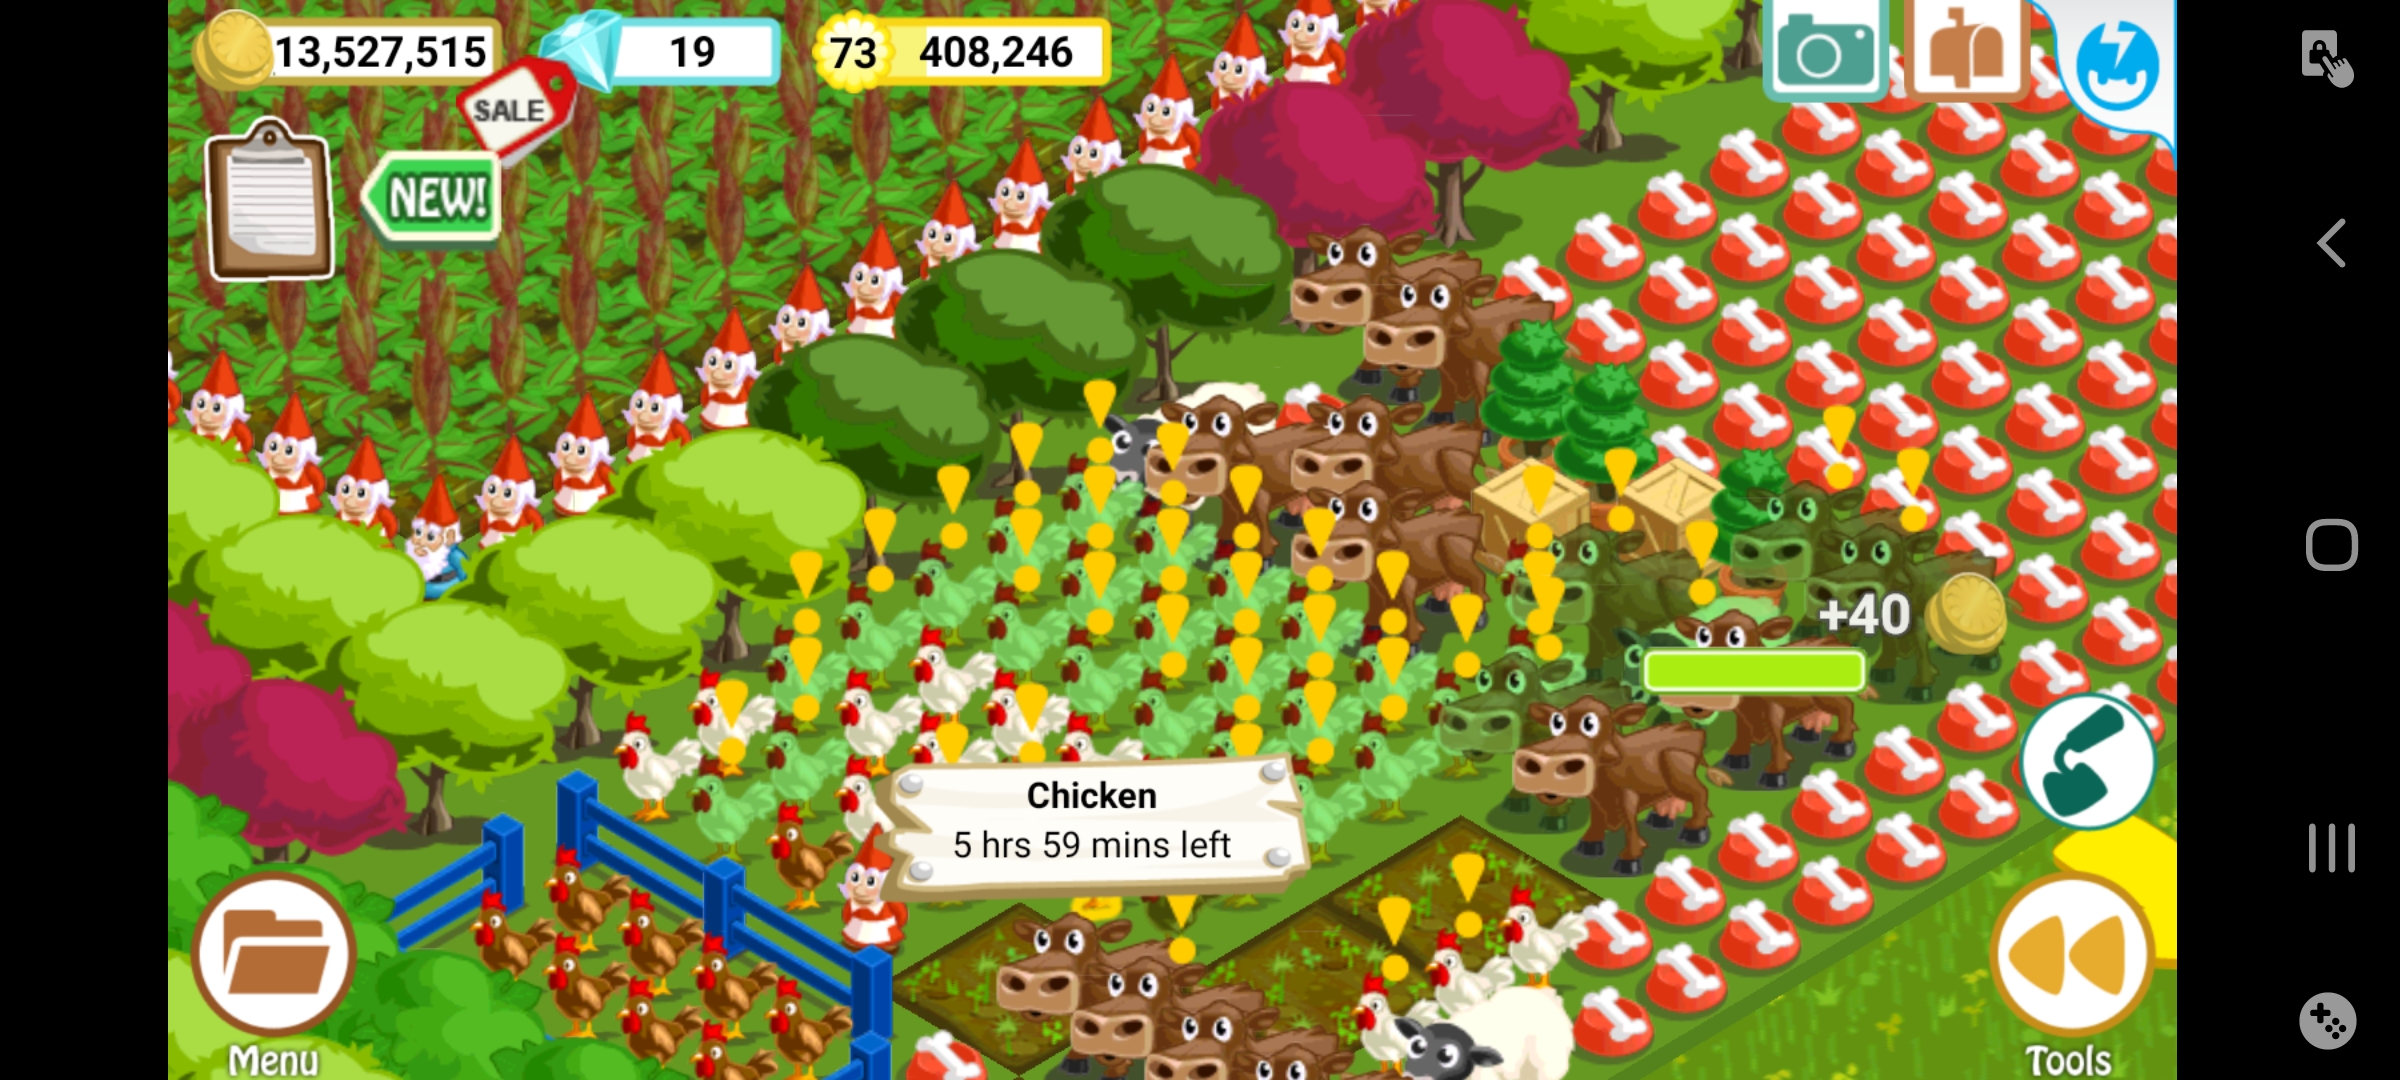 13,527,515
19
73
408,246
SALE
NEW!
+40
Chicken
5 hrs 59 mins left
Menu
Tools